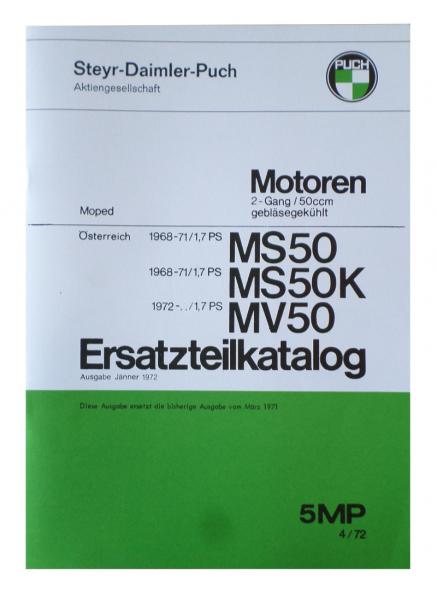 Steyr-Daimler-Puch
Aktiengesellschaft
PUCH
Motoren
2-Gang/50ccm
gebläsegekühlt
Moped
Österreich 1968-71/1,7 PS MS50
1968-71/1,7 PS MS50K
1972-../1,7 PS MV50
Ersatzteilkatalog
Ausgabe Jänner 1972
Diese Ausgabe ersetzt die bisherige Ausgabe vom März 1971
5MP
4/72